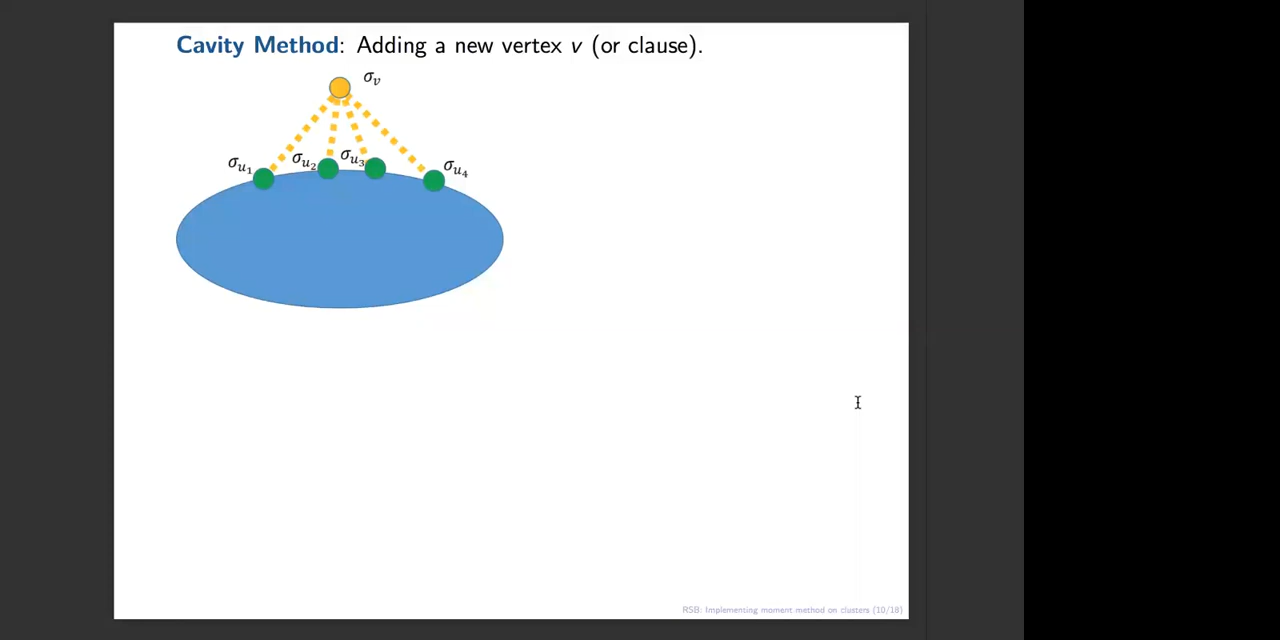 Cavity Method: Adding a new vertex v (or clause).
σ_v
σ_{u_1} σ_{u_2} σ_{u_3} σ_{u_4}
RSB: Implementing moment method on clusters (10/18)